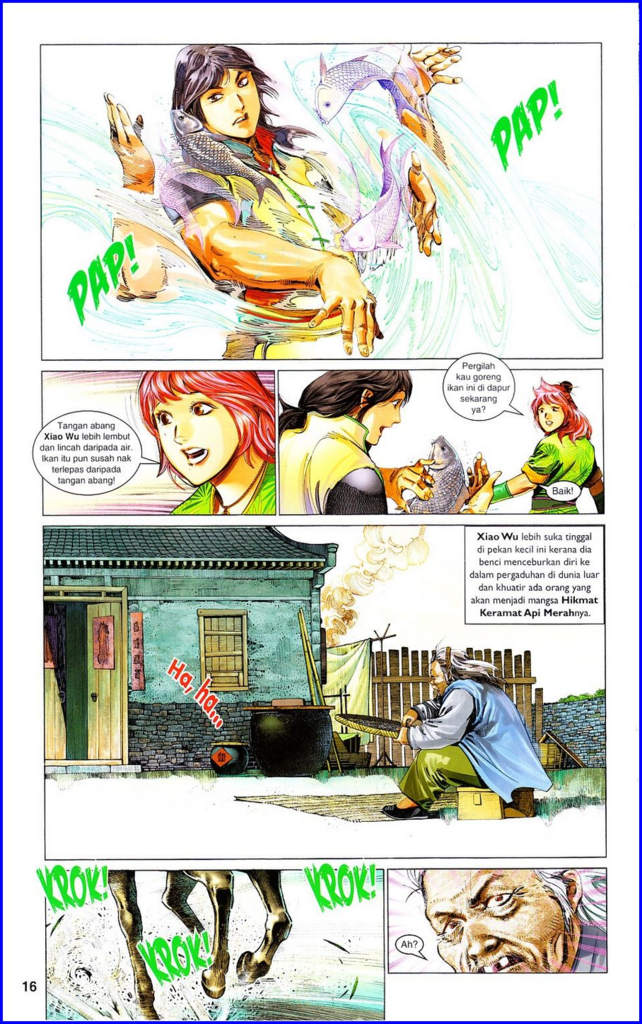 PAP!
PAP!
Tangan abang
Xiao Wu lebih lembut
dan lincah daripada air.
Ikan itu pun susah nak
terlepas daripada
tangan abang!
Pergilah
kau goreng
ikan ini di dapur
sekarang
ya?
Baik!
Xiao Wu lebih suka tinggal
di pekan kecil ini kerana dia
benci menceburkan diri ke
dalam pergaduhan di dunia luar
dan khuatir ada orang yang
akan menjadi mangsa Hikmat
Keramat Api Merahnya.
Ha, ha...
KROK!
KROK!
KROK!
Ah?
16